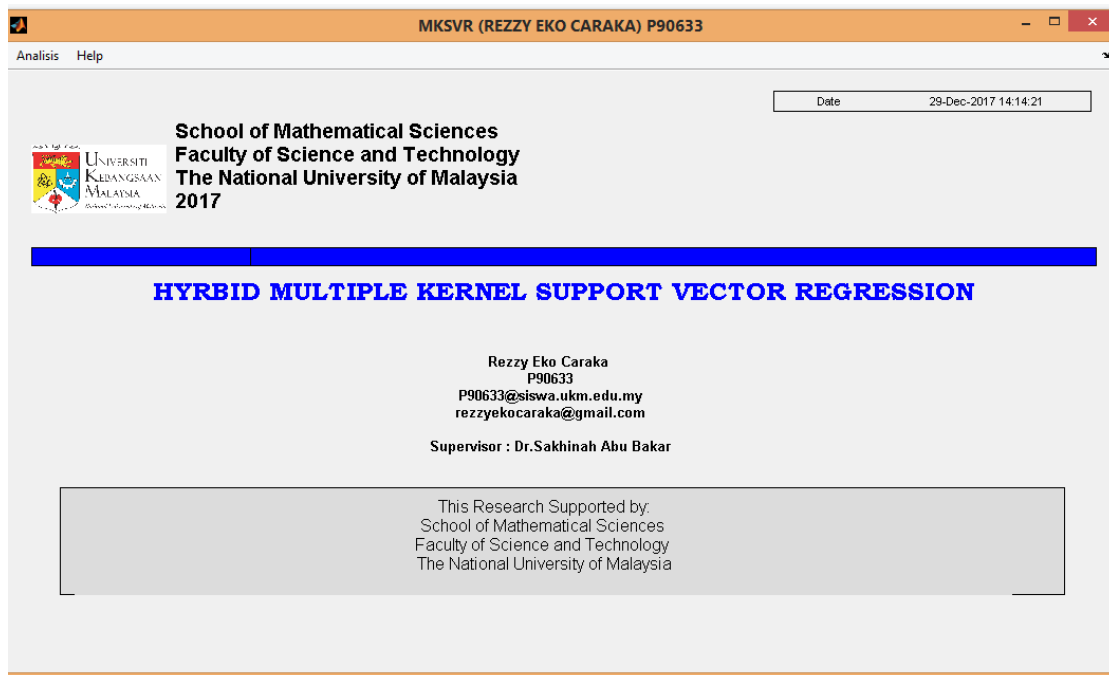 MKSVR (REZZY EKO CARAKA) P90633
Analisis Help
Date 29-Dec-2017 14:14:21
School of Mathematical Sciences
Faculty of Science and Technology
The National University of Malaysia
2017
UNIVERSITI
KEBANGSAAN
MALAYSIA
HYRBID MULTIPLE KERNEL SUPPORT VECTOR REGRESSION
Rezzy Eko Caraka
P90633
P90633@siswa.ukm.edu.my
rezzyekocaraka@gmail.com
Supervisor : Dr.Sakhinah Abu Bakar
This Research Supported by:
School of Mathematical Sciences
Faculty of Science and Technology
The National University of Malaysia